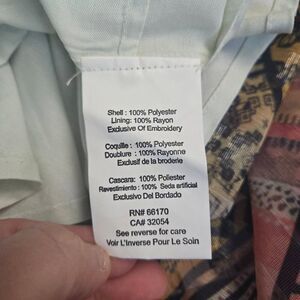 Shell : 100% Polyester
Lining: 100% Rayon
Exclusive Of Embroidery
Coquille : 100% Polyester
Doublure : 100% Rayonne
Exclusif de la broderie
Cascara: 100% Poliester
Revestimiento : 100% Seda artificial
Exclusivo Del Bordado
RN# 66170
CA# 32054
See reverse for care
Voir L'Inverse Pour Le Soin